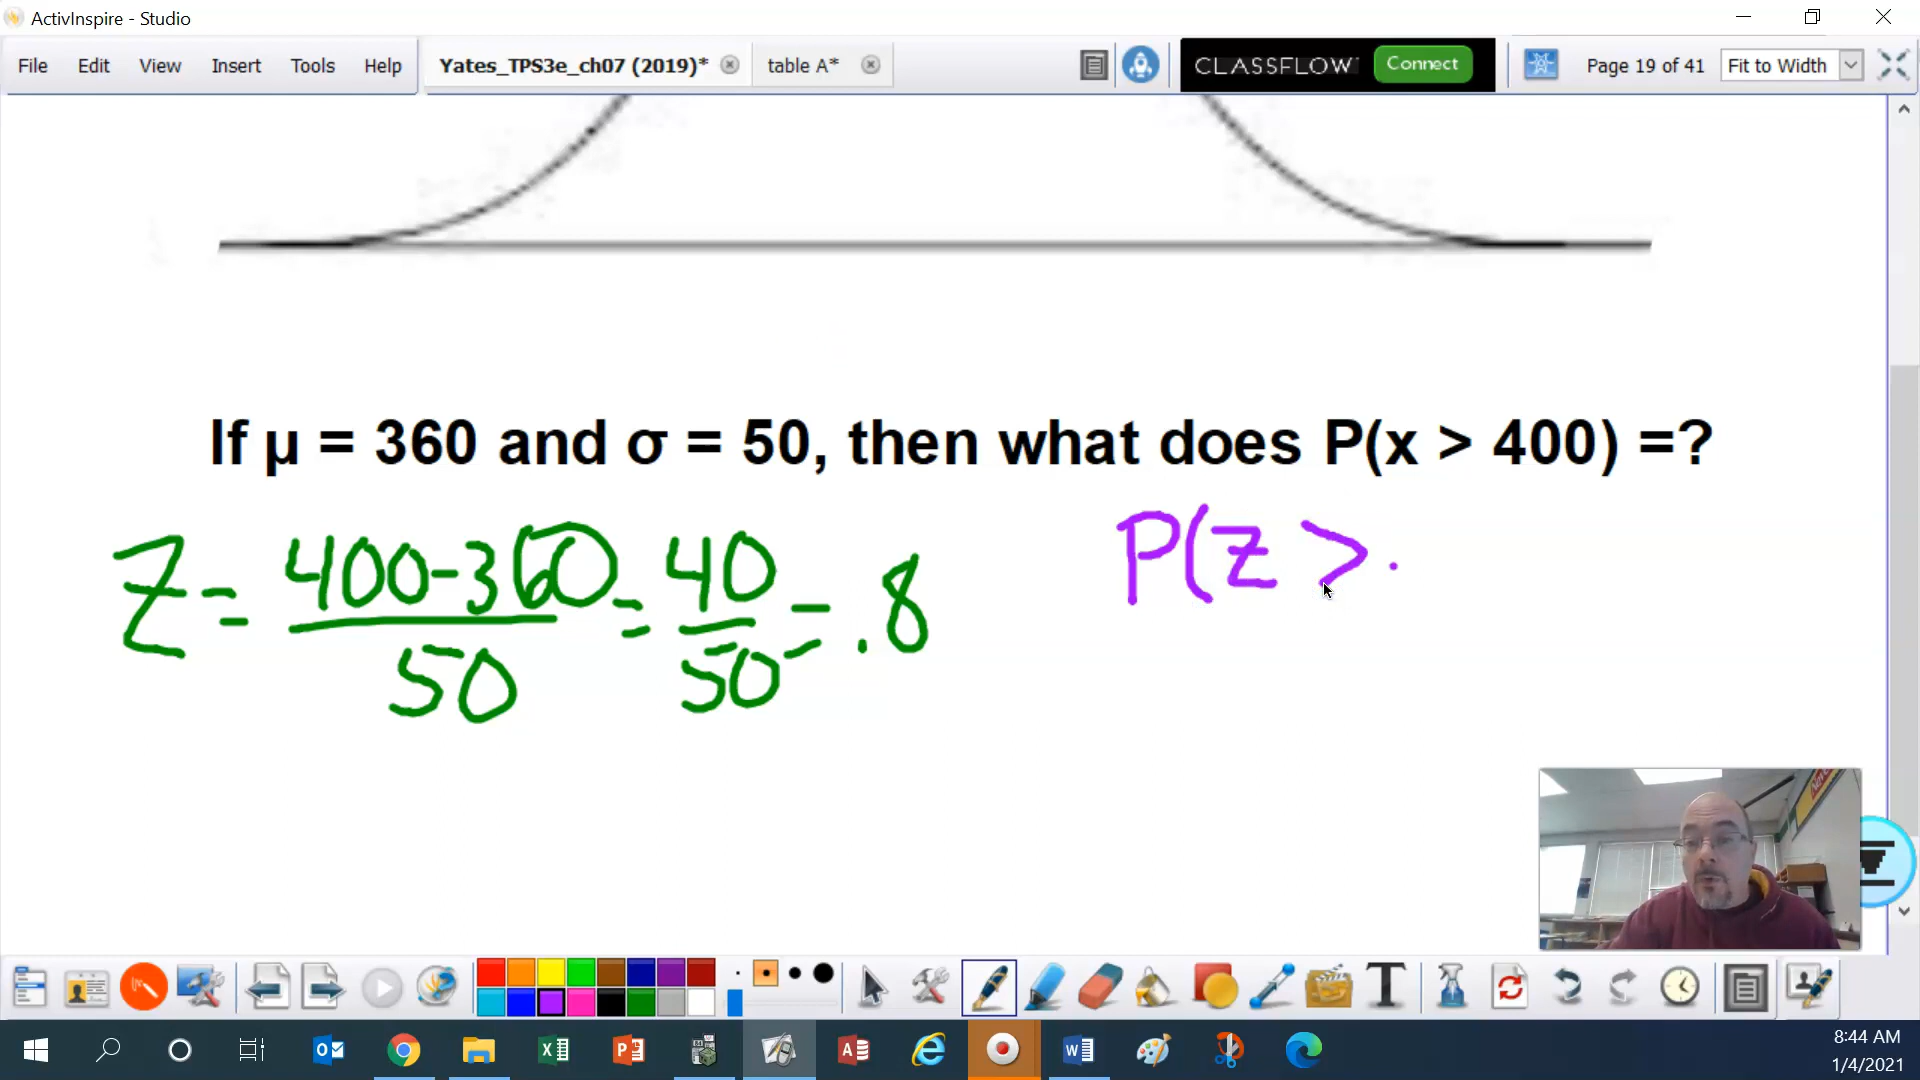 ActivInspire - Studio
File Edit View Insert Tools Help
Yates_TPS3e_ch07 (2019)*
table A*
CLASSFLOW
Connect
Page 19 of 41
Fit to Width
If μ = 360 and σ = 50, then what does P(x > 400) =?
Z = 400-360 / 50 = 40 / 50 = .8
P(z > .
8:44 AM
1/4/2021